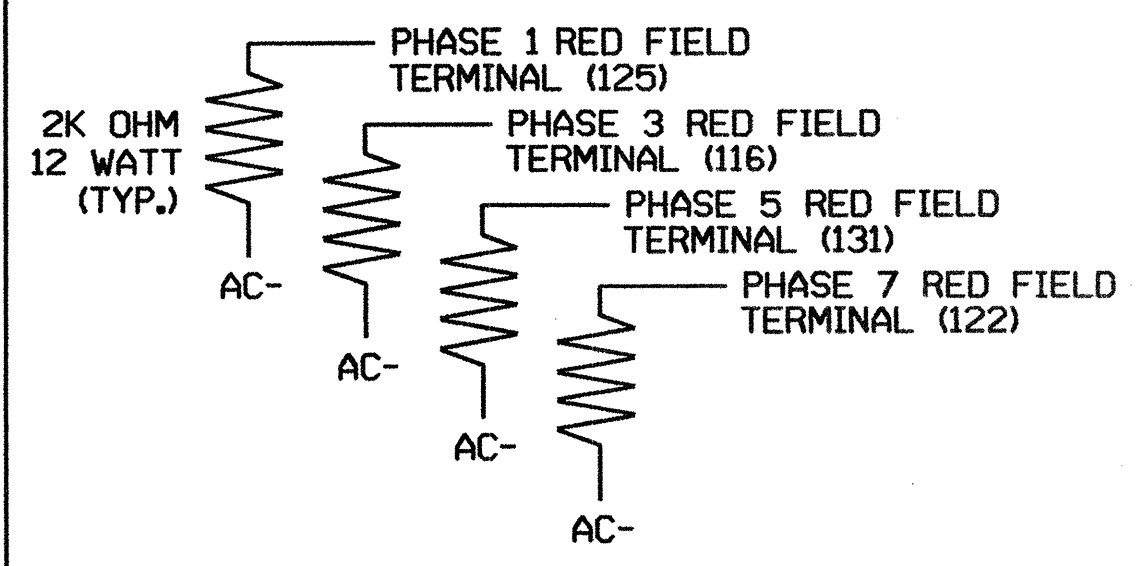 PHASE 1 RED FIELD
TERMINAL (125)
2K OHM
12 WATT
(TYP.)
AC-
PHASE 3 RED FIELD
TERMINAL (116)
AC-
PHASE 5 RED FIELD
TERMINAL (131)
AC-
PHASE 7 RED FIELD
TERMINAL (122)
AC-